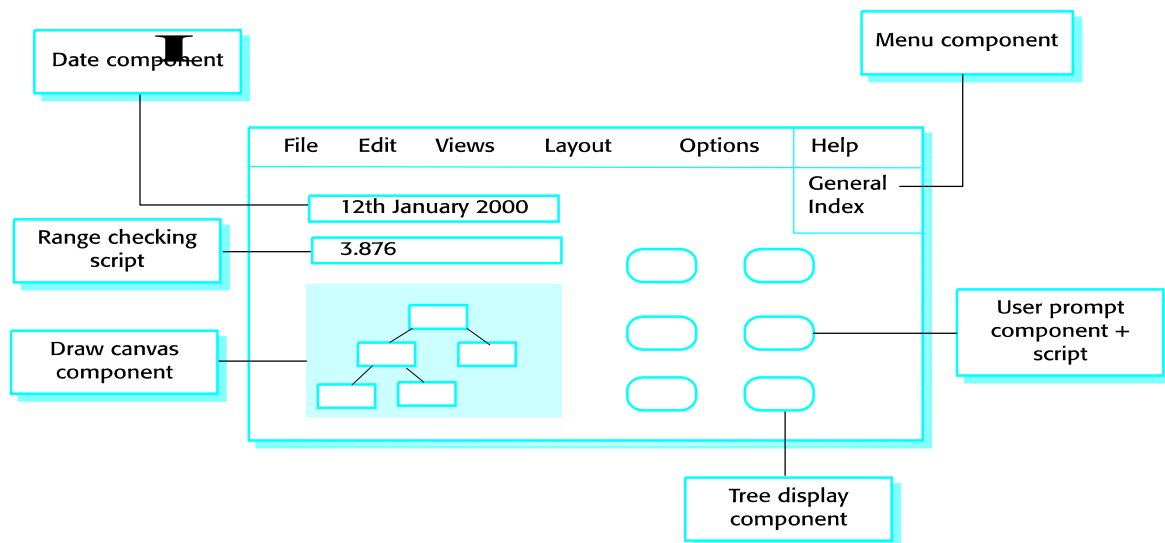 Date component
Menu component
File Edit Views Layout Options Help
General
Index
12th January 2000
Range checking
script
3.876
User prompt
component +
script
Draw canvas
component
Tree display
component